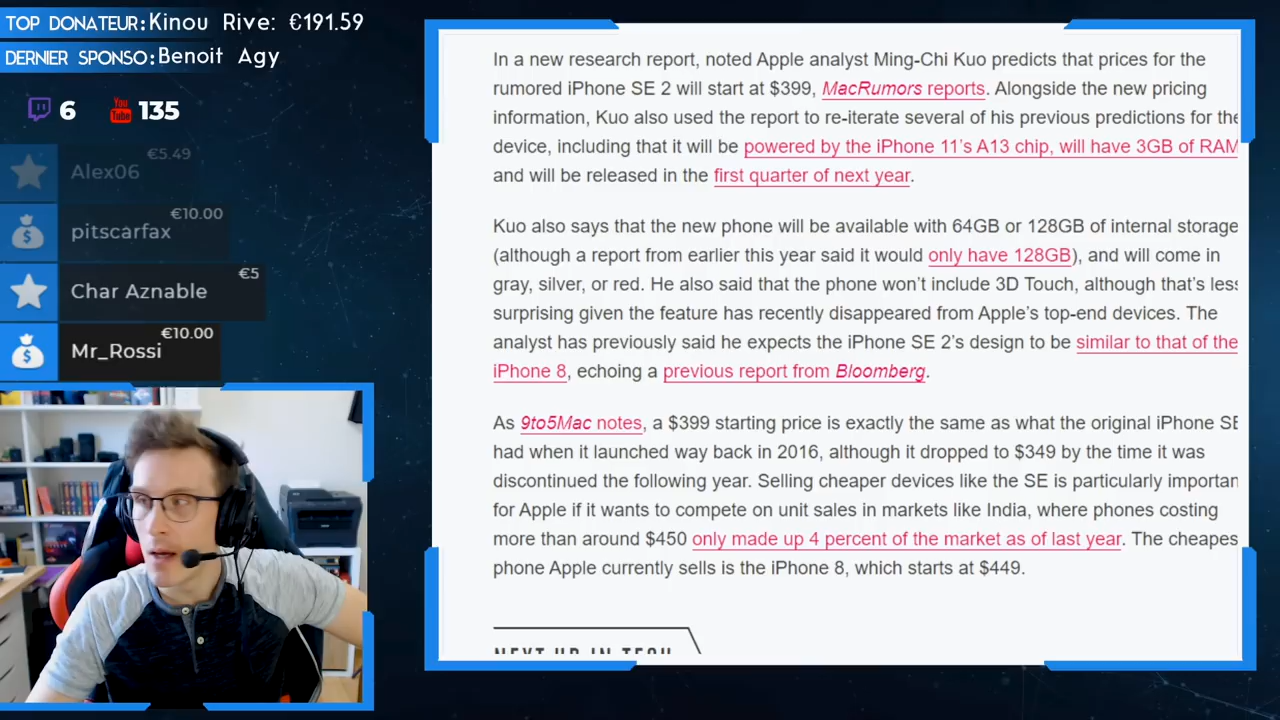 TOP DONATEUR: Kinou Rive: €191.59
DERNIER SPONSO: Benoit Agy
6
You Tube 135
Alex06 €5.49
pitscarfax €10.00
Char Aznable €5
Mr_Rossi €10.00
In a new research report, noted Apple analyst Ming-Chi Kuo predicts that prices for the
rumored iPhone SE 2 will start at $399, MacRumors reports. Alongside the new pricing
information, Kuo also used the report to re-iterate several of his previous predictions for the
device, including that it will be powered by the iPhone 11’s A13 chip, will have 3GB of RAM
and will be released in the first quarter of next year.
Kuo also says that the new phone will be available with 64GB or 128GB of internal storage
(although a report from earlier this year said it would only have 128GB), and will come in
gray, silver, or red. He also said that the phone won’t include 3D Touch, although that’s less
surprising given the feature has recently disappeared from Apple’s top-end devices. The
analyst has previously said he expects the iPhone SE 2’s design to be similar to that of the
iPhone 8, echoing a previous report from Bloomberg.
As 9to5Mac notes, a $399 starting price is exactly the same as what the original iPhone SE
had when it launched way back in 2016, although it dropped to $349 by the time it was
discontinued the following year. Selling cheaper devices like the SE is particularly importan
for Apple if it wants to compete on unit sales in markets like India, where phones costing
more than around $450 only made up 4 percent of the market as of last year. The cheapes
phone Apple currently sells is the iPhone 8, which starts at $449.
NEXT UP IN TECH